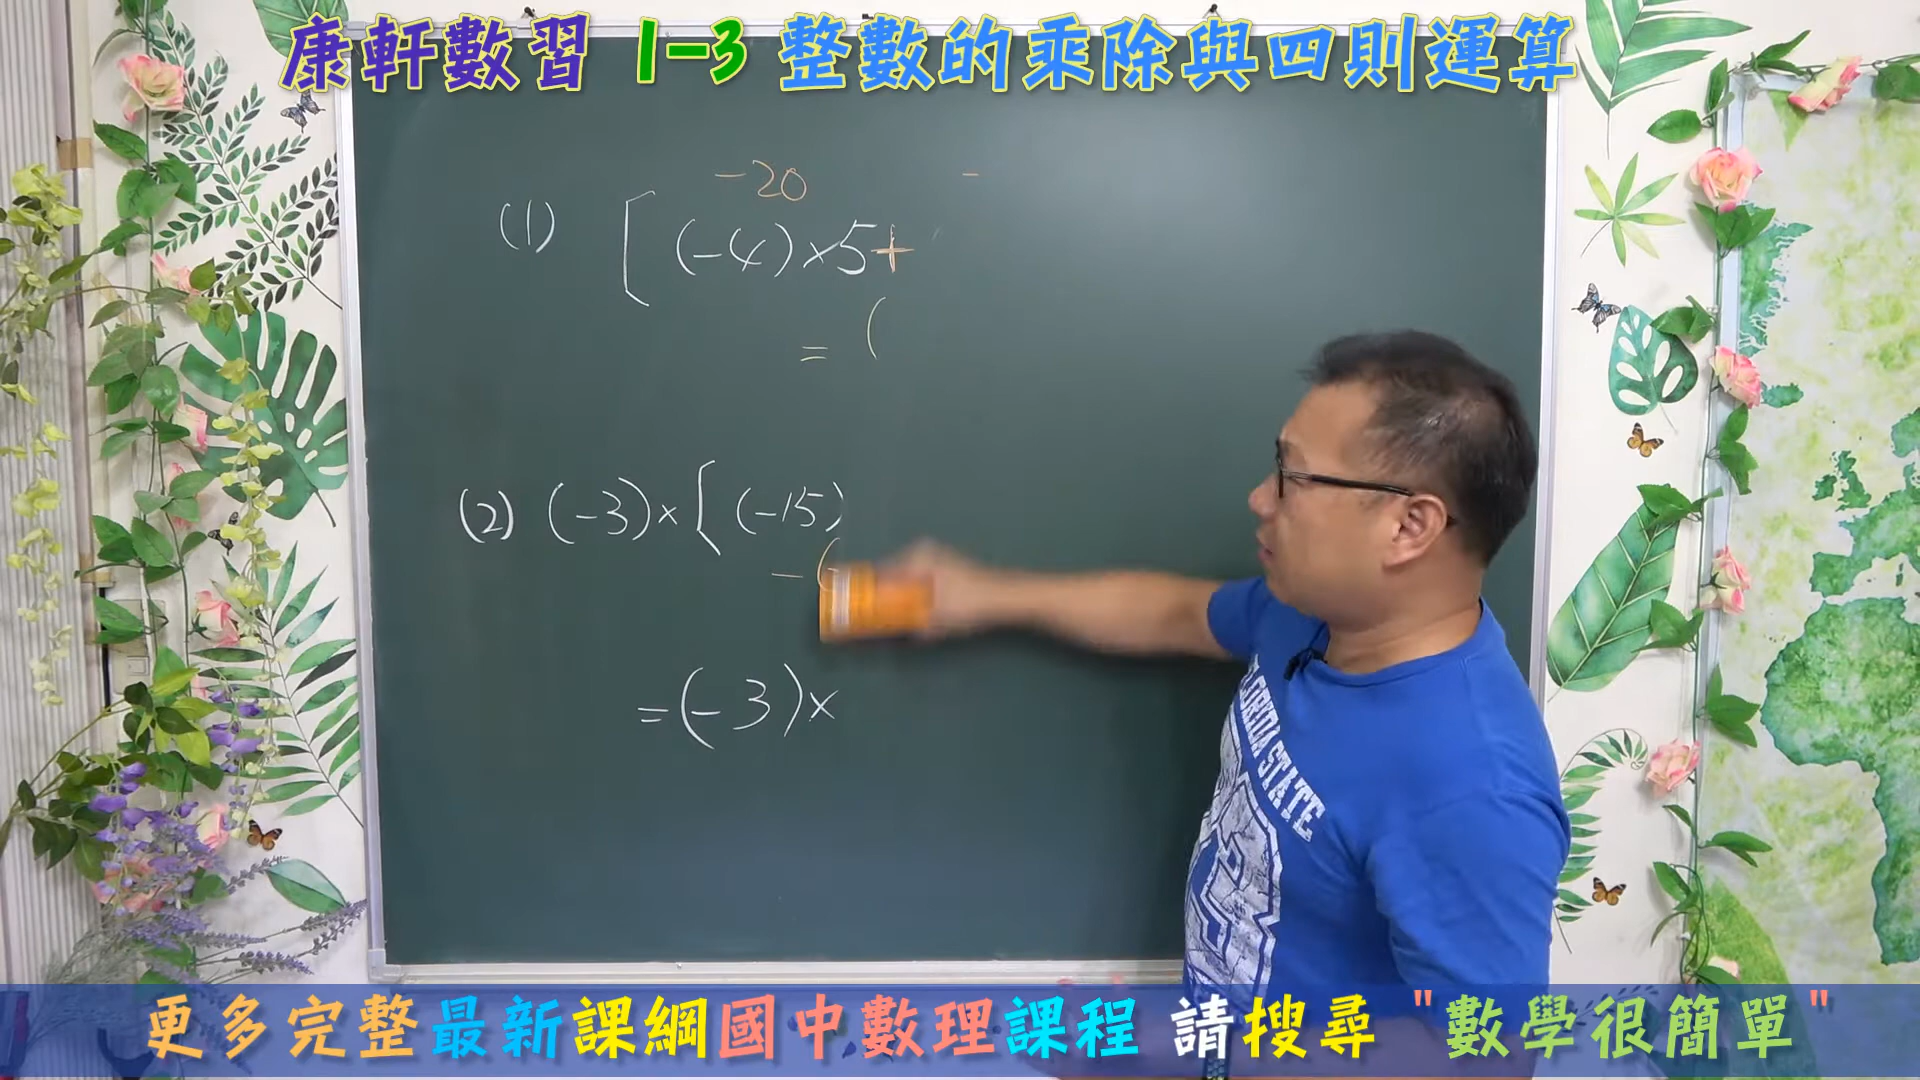 康軒數習 1-3 整數的乘除與四則運算
-20 -
(1) [(-4)×5+
= (
(2) (-3)×[(-15)
-(
=(-3)×
FLORIDA STATE
更多完整最新課綱國中數理課程 請搜尋 "數學很簡單"